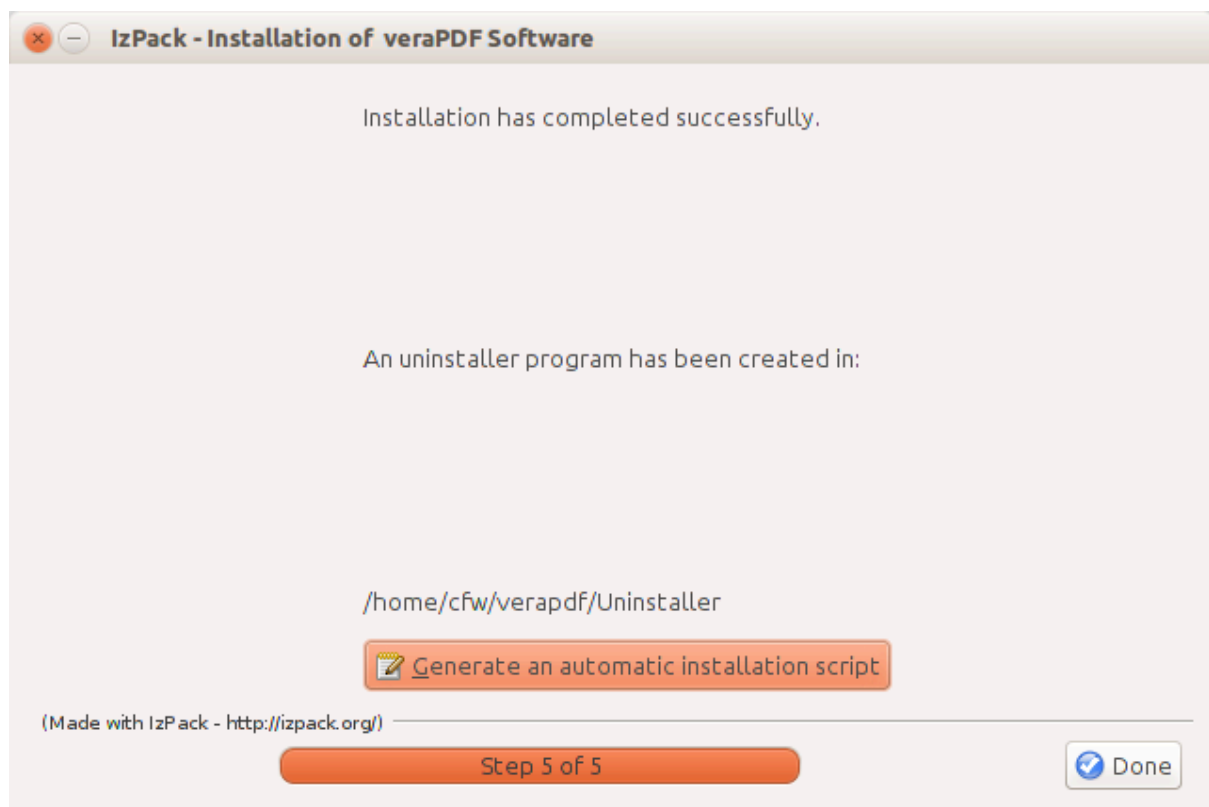 IzPack - Installation of  veraPDF Software
Installation has completed successfully.
An uninstaller program has been created in:
/home/cfw/verapdf/Uninstaller
Generate an automatic installation script
(Made with IzPack - http://izpack.org/)
Step 5 of 5
Done